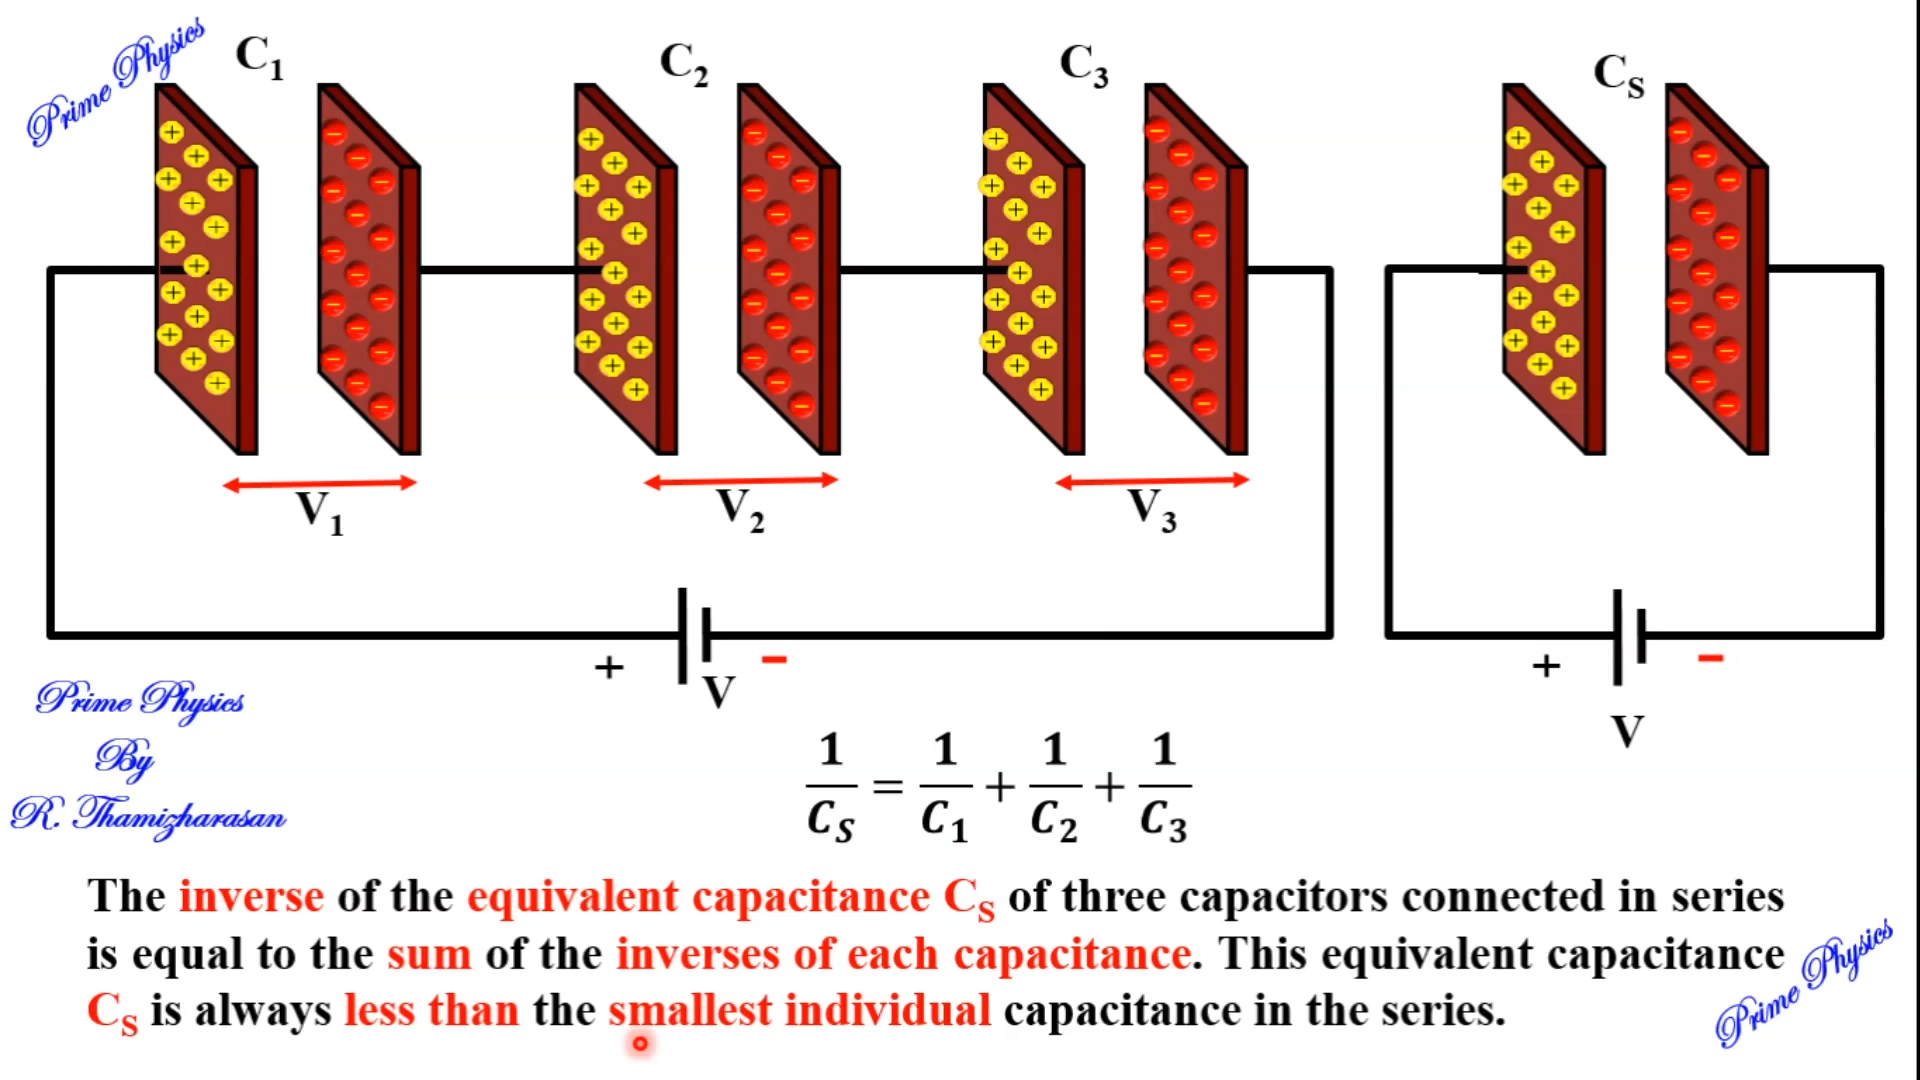 Prime Physics
C1
C2
C3
CS
V1
V2
V3
+
−
V
+
−
V
Prime Physics
By
R. Thamizharasan
1/CS = 1/C1 + 1/C2 + 1/C3
The inverse of the equivalent capacitance CS of three capacitors connected in series
is equal to the sum of the inverses of each capacitance. This equivalent capacitance
CS is always less than the smallest individual capacitance in the series.
Prime Physics